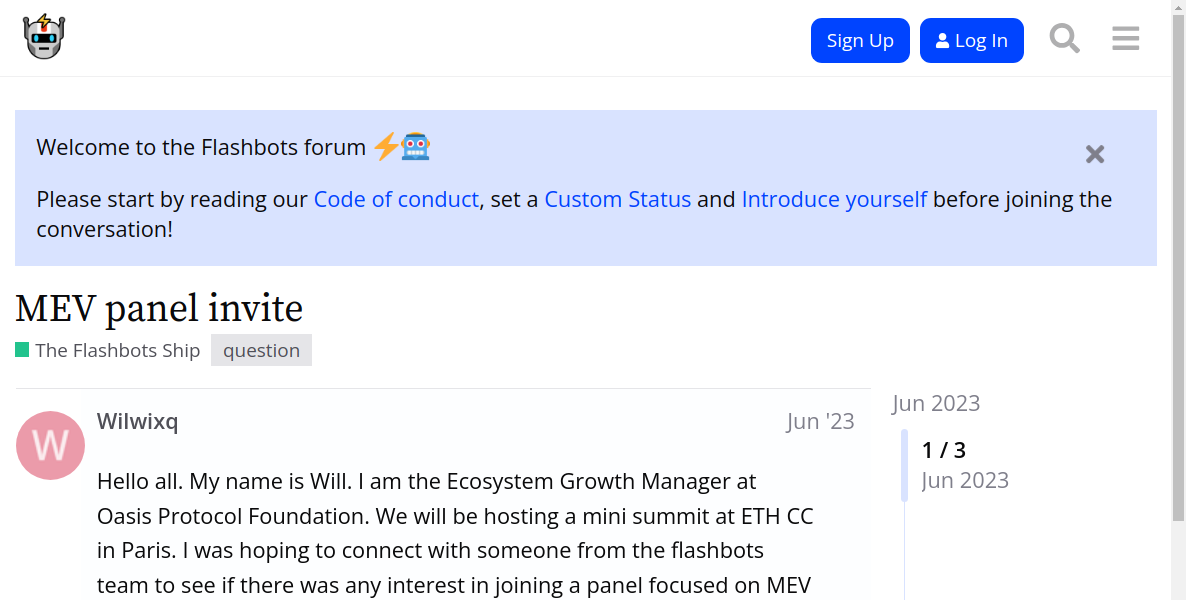 Sign Up
Log In
Welcome to the Flashbots forum
Please start by reading our Code of conduct, set a Custom Status and Introduce yourself before joining the
conversation!
MEV panel invite
The Flashbots Ship
question
W
Wilwixq
Jun '23
Hello all. My name is Will. I am the Ecosystem Growth Manager at
Oasis Protocol Foundation. We will be hosting a mini summit at ETH CC
in Paris. I was hoping to connect with someone from the flashbots
team to see if there was any interest in joining a panel focused on MEV
Jun 2023
1 / 3
Jun 2023